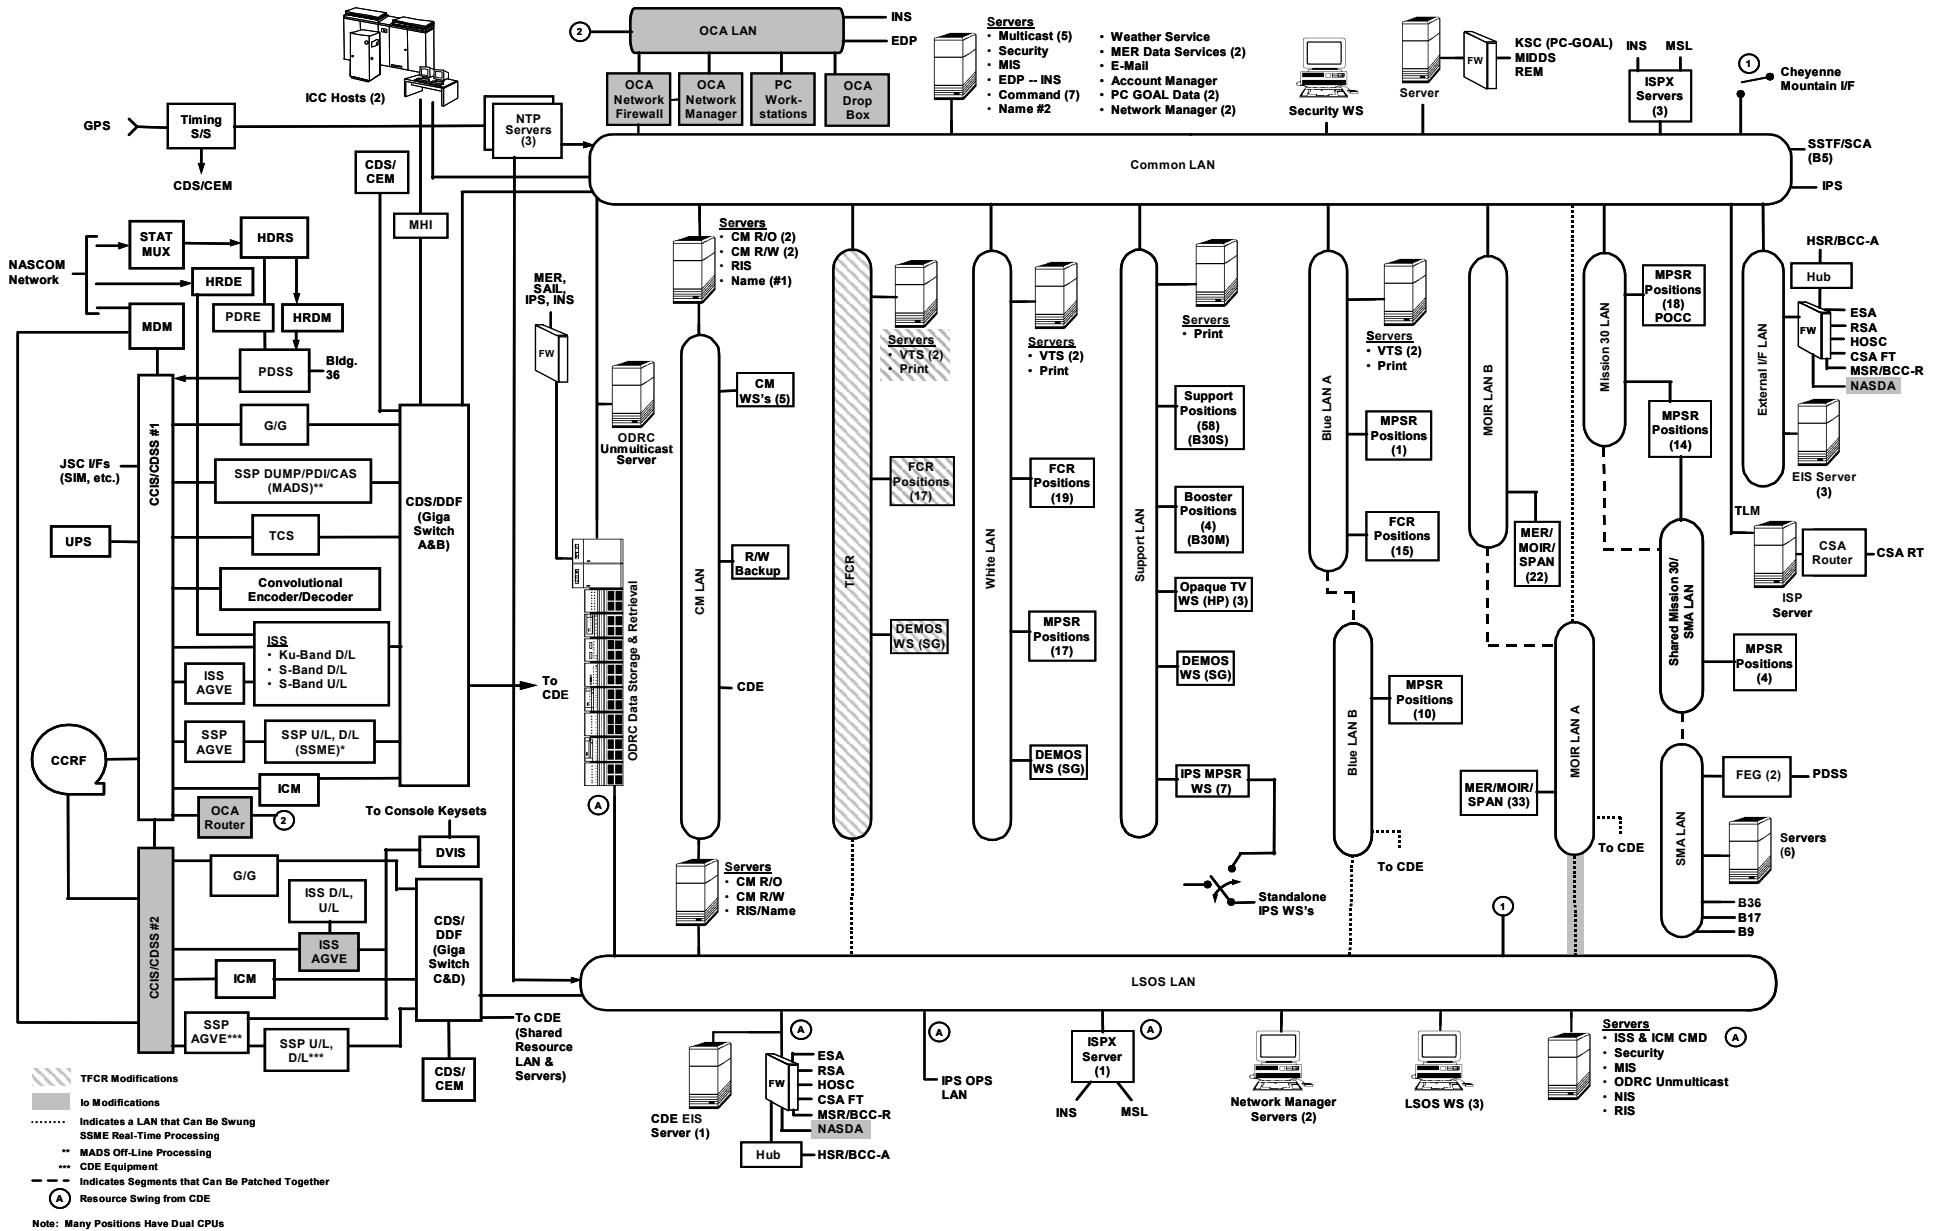 OCA LAN
2
INS
EDP
OCA
Network
Firewall
OCA
Network
Manager
PC
Work-
stations
OCA
Drop
Box
ICC Hosts (2)
Servers
• Multicast (5)
• Security
• MIS
• EDP -- INS
• Command (7)
• Name #2
• Weather Service
• MER Data Services (2)
• E-Mail
• Account Manager
• PC GOAL Data (2)
• Network Manager (2)
Security WS
Server
FW
KSC (PC-GOAL)
MIDDS
REM
INS
MSL
ISPX
Servers
(3)
1
Cheyenne
Mountain I/F
GPS
Timing
S/S
CDS/CEM
NTP
Servers
(3)
CDS/
CEM
MHI
Common LAN
SSTF/SCA
(B5)
IPS
NASCOM
Network
STAT
MUX
HDRS
HRDE
MDM
PDRE
HRDM
PDSS
Bldg.
36
MER,
SAIL,
IPS, INS
FW
ODRC
Unmulticast
Server
Servers
• CM R/O (2)
• CM R/W (2)
• RIS
• Name (#1)
CM LAN
CM
WS's (5)
R/W
Backup
CDE
Servers
• CM R/O
• CM R/W
• RIS/Name
TFCR
Servers
• VTS (2)
• Print
FCR
Positions
(17)
DEMOS
WS (SG)
White LAN
Servers
• VTS (2)
• Print
FCR
Positions
(19)
MPSR
Positions
(17)
DEMOS
WS (SG)
Support LAN
Servers
• Print
Support
Positions
(58)
(B30S)
Booster
Positions
(4)
(B30M)
Opaque TV
WS (HP) (3)
DEMOS
WS (SG)
IPS MPSR
WS (7)
Standalone
IPS WS's
Blue LAN A
Servers
• VTS (2)
• Print
MPSR
Positions
(1)
FCR
Positions
(15)
Blue LAN B
MPSR
Positions
(10)
To CDE
MOIR LAN B
MER/
MOIR/
SPAN
(22)
MOIR LAN A
MER/MOIR/
SPAN (33)
To CDE
Mission 30 LAN
MPSR
Positions
(18)
POCC
MPSR
Positions
(14)
Shared Mission 30/
SMA LAN
MPSR
Positions
(4)
SMA LAN
FEG (2)
PDSS
Servers
(6)
B36
B17
B9
External I/F LAN
HSR/BCC-A
Hub
FW
ESA
RSA
HOSC
CSA FT
MSR/BCC-R
NASDA
EIS Server
(3)
TLM
ISP
Server
CSA
Router
CSA RT
CCIS/CDSS #1
JSC I/Fs
(SIM, etc.)
UPS
CCRF
G/G
SSP DUMP/PDI/CAS
(MADS)**
TCS
Convolutional
Encoder/Decoder
ISS
• Ku-Band D/L
• S-Band D/L
• S-Band U/L
ISS
AGVE
SSP
AGVE
SSP U/L, D/L
(SSME)*
ICM
OCA
Router
2
CDS/DDF
(Giga
Switch
A&B)
To
CDE
ODRC Data Storage & Retrieval
A
To Console Keysets
DVIS
CCIS/CDSS #2
G/G
ISS D/L,
U/L
ISS
AGVE
ICM
SSP
AGVE***
SSP U/L,
D/L***
CDS/
DDF
(Giga
Switch
C&D)
CDS/
CEM
To CDE
(Shared
Resource
LAN &
Servers)
1
LSOS LAN
CDE EIS
Server (1)
A
FW
ESA
RSA
HOSC
CSA FT
MSR/BCC-R
NASDA
Hub
HSR/BCC-A
A
IPS OPS
LAN
ISPX
Server
(1)
A
INS
MSL
Network Manager
Servers (2)
LSOS WS (3)
Servers
• ISS & ICM CMD
• Security
• MIS
• ODRC Unmulticast
• NIS
• RIS
A
TFCR Modifications
Io Modifications
Indicates a LAN that Can Be Swung
SSME Real-Time Processing
** MADS Off-Line Processing
*** CDE Equipment
Indicates Segments that Can Be Patched Together
A Resource Swing from CDE
Note: Many Positions Have Dual CPUs